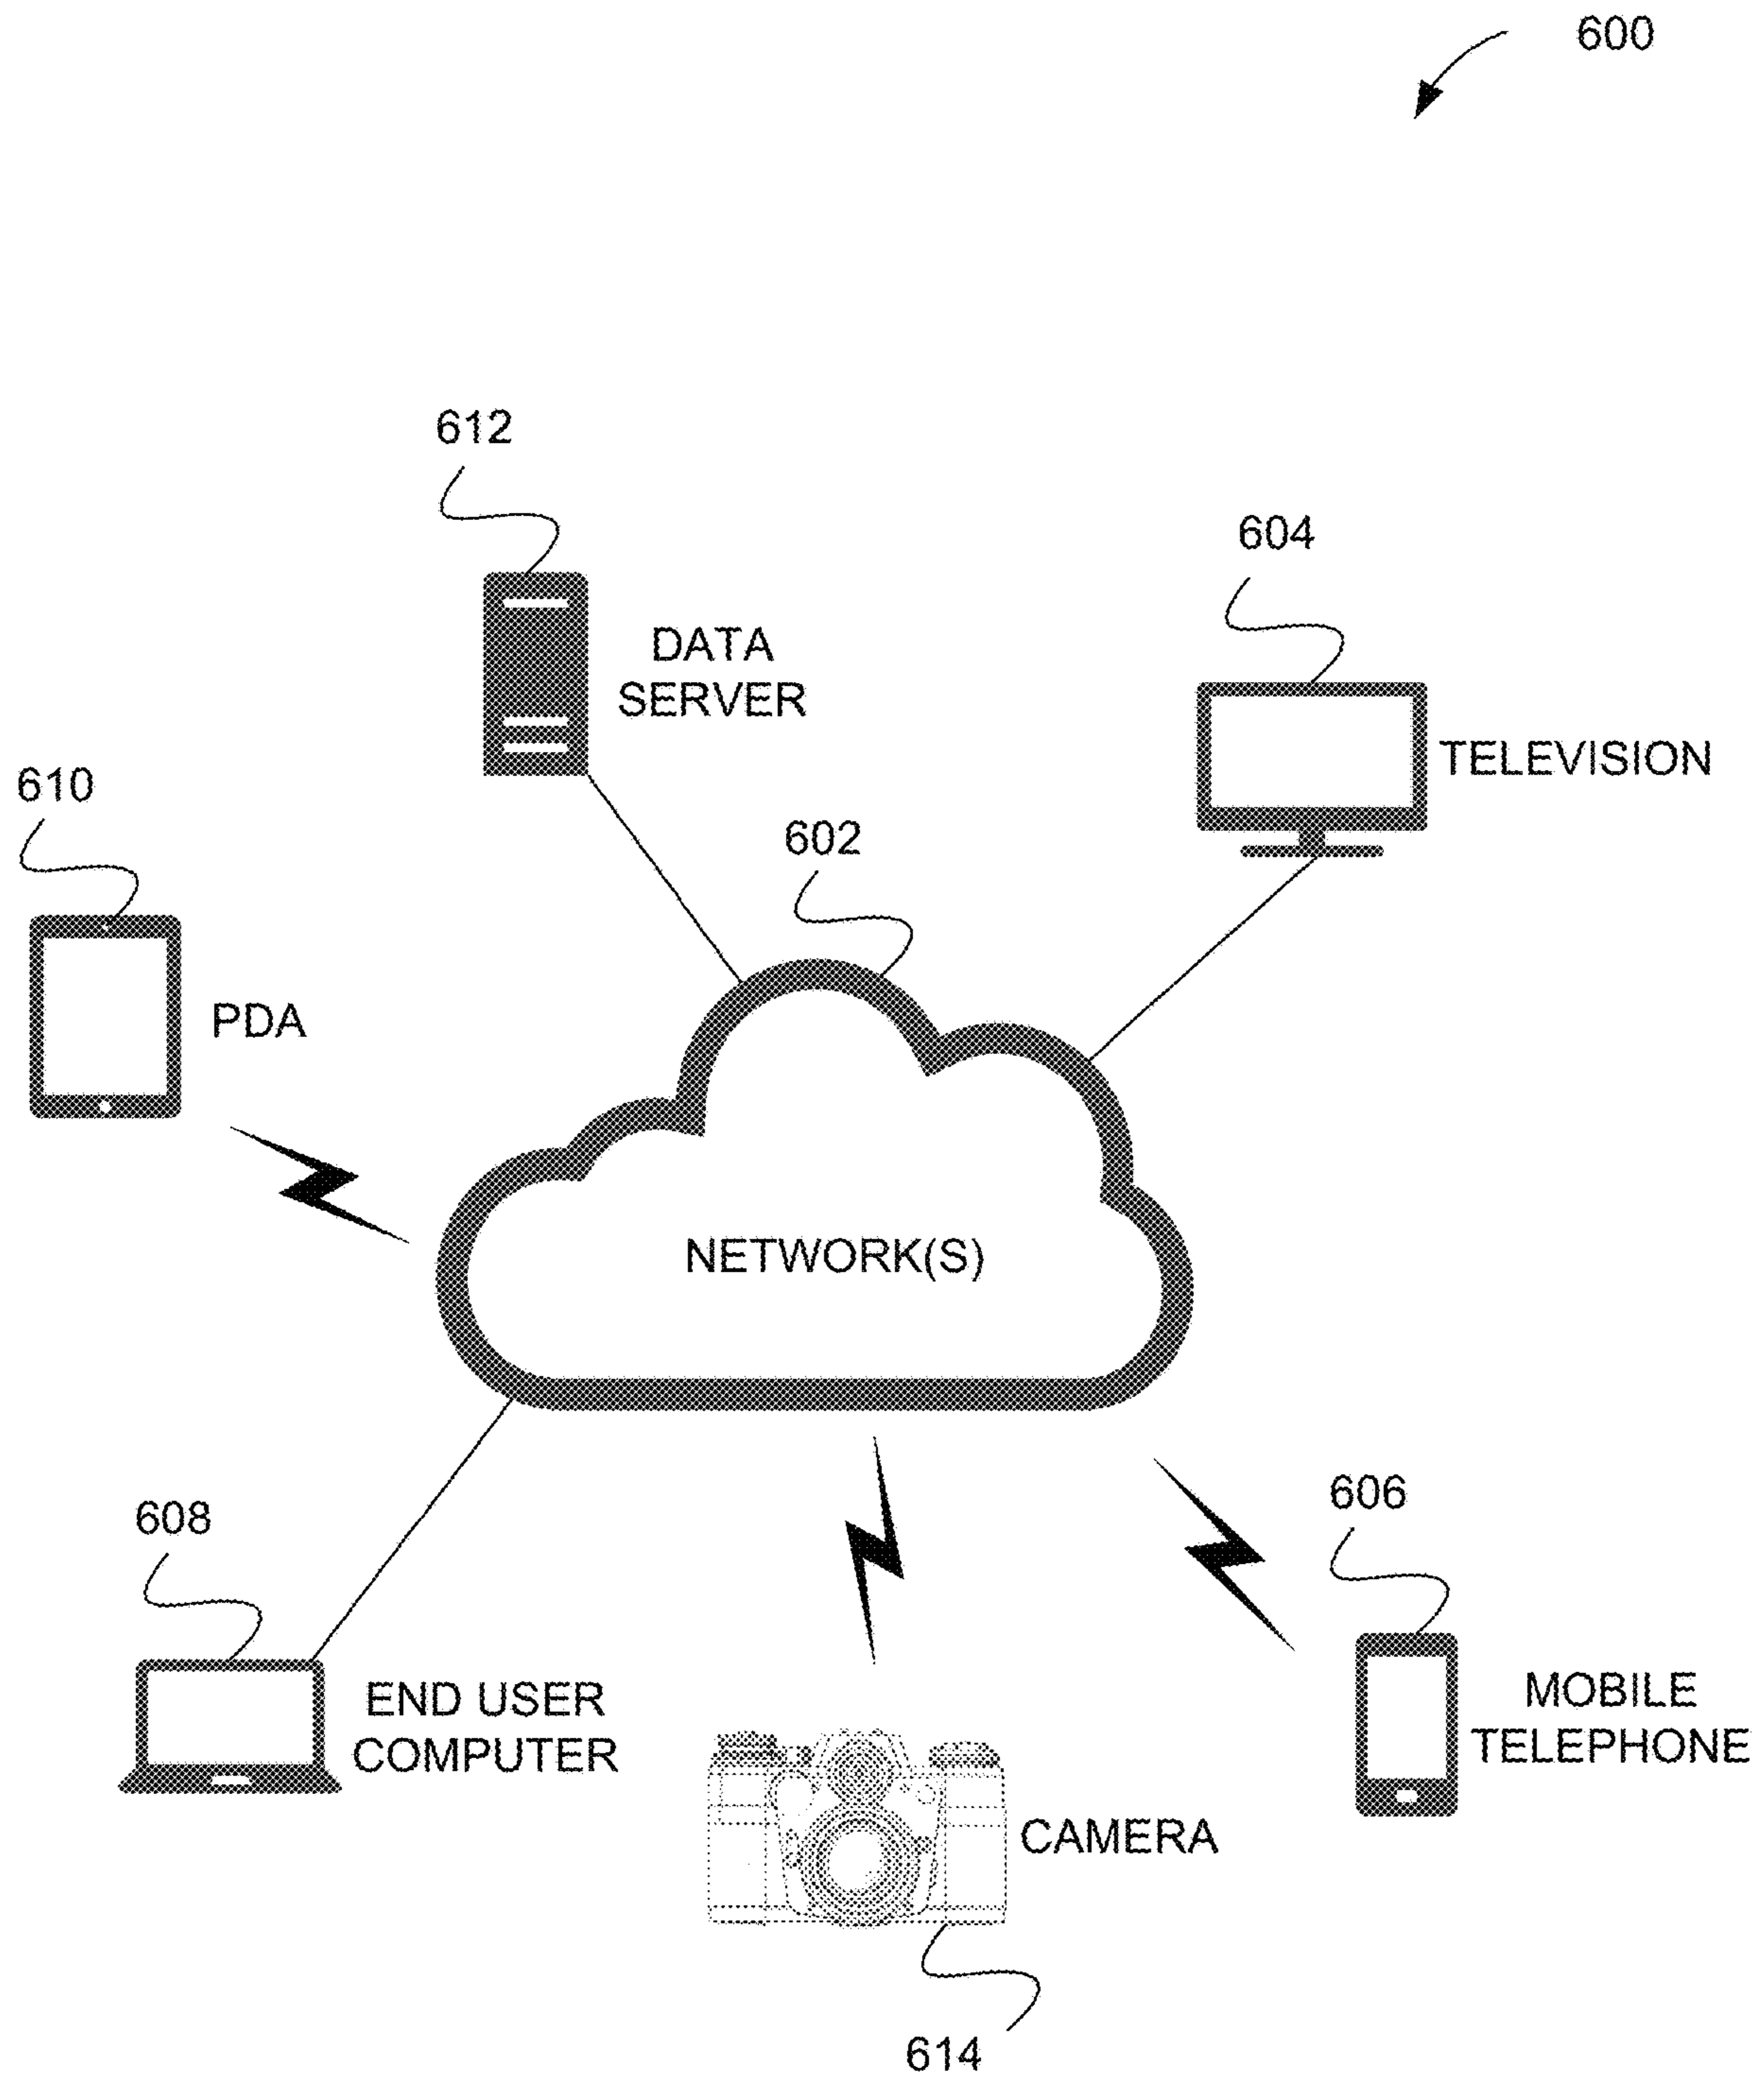 600
612
604
DATA
SERVER
TELEVISION
610
602
PDA
NETWORK(S)
606
608
MOBILE
TELEPHONE
END USER
COMPUTER
CAMERA
614